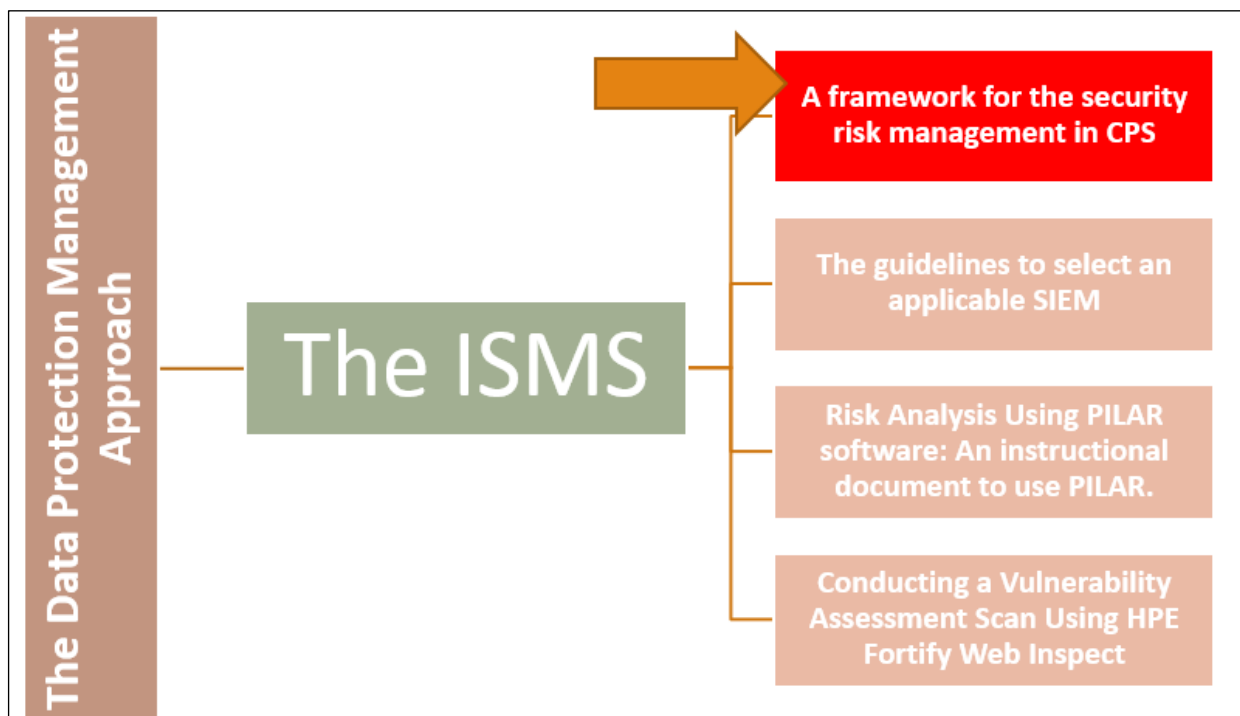 The Data Protection Management
Approach
The ISMS
A framework for the security
risk management in CPS
The guidelines to select an
applicable SIEM
Risk Analysis Using PILAR
software: An instructional
document to use PILAR.
Conducting a Vulnerability
Assessment Scan Using HPE
Fortify Web Inspect